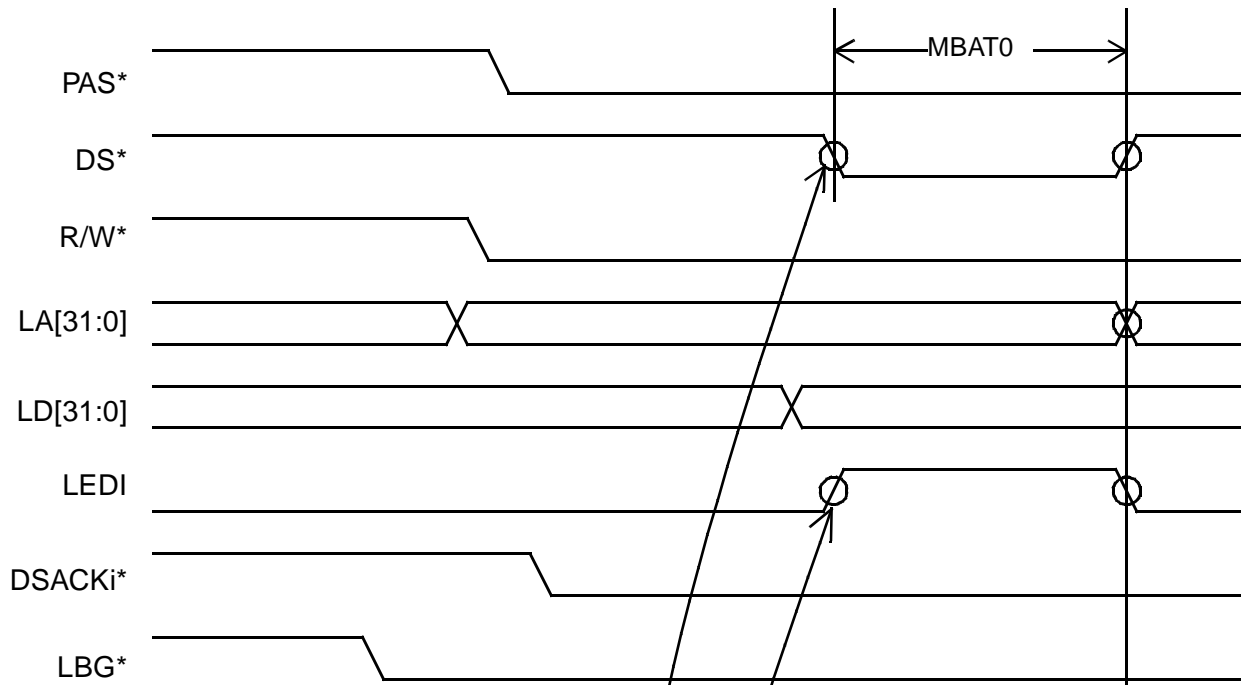 MBAT0
PAS*
DS*
R/W*
LA[31:0]
LD[31:0]
LEDI
DSACKi*
LBG*